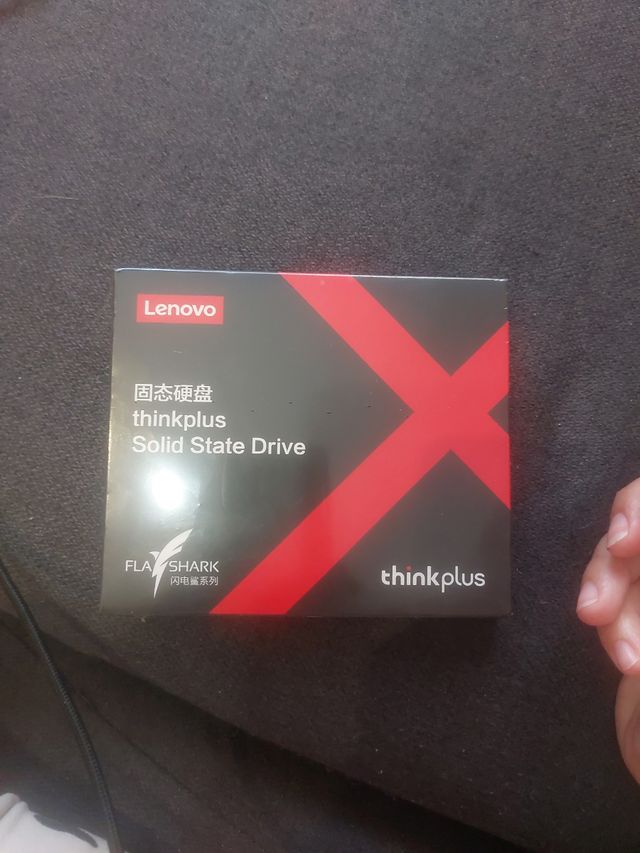 Lenovo
固态硬盘
thinkplus
Solid State Drive
FLASHARK
闪电鲨系列
thinkplus